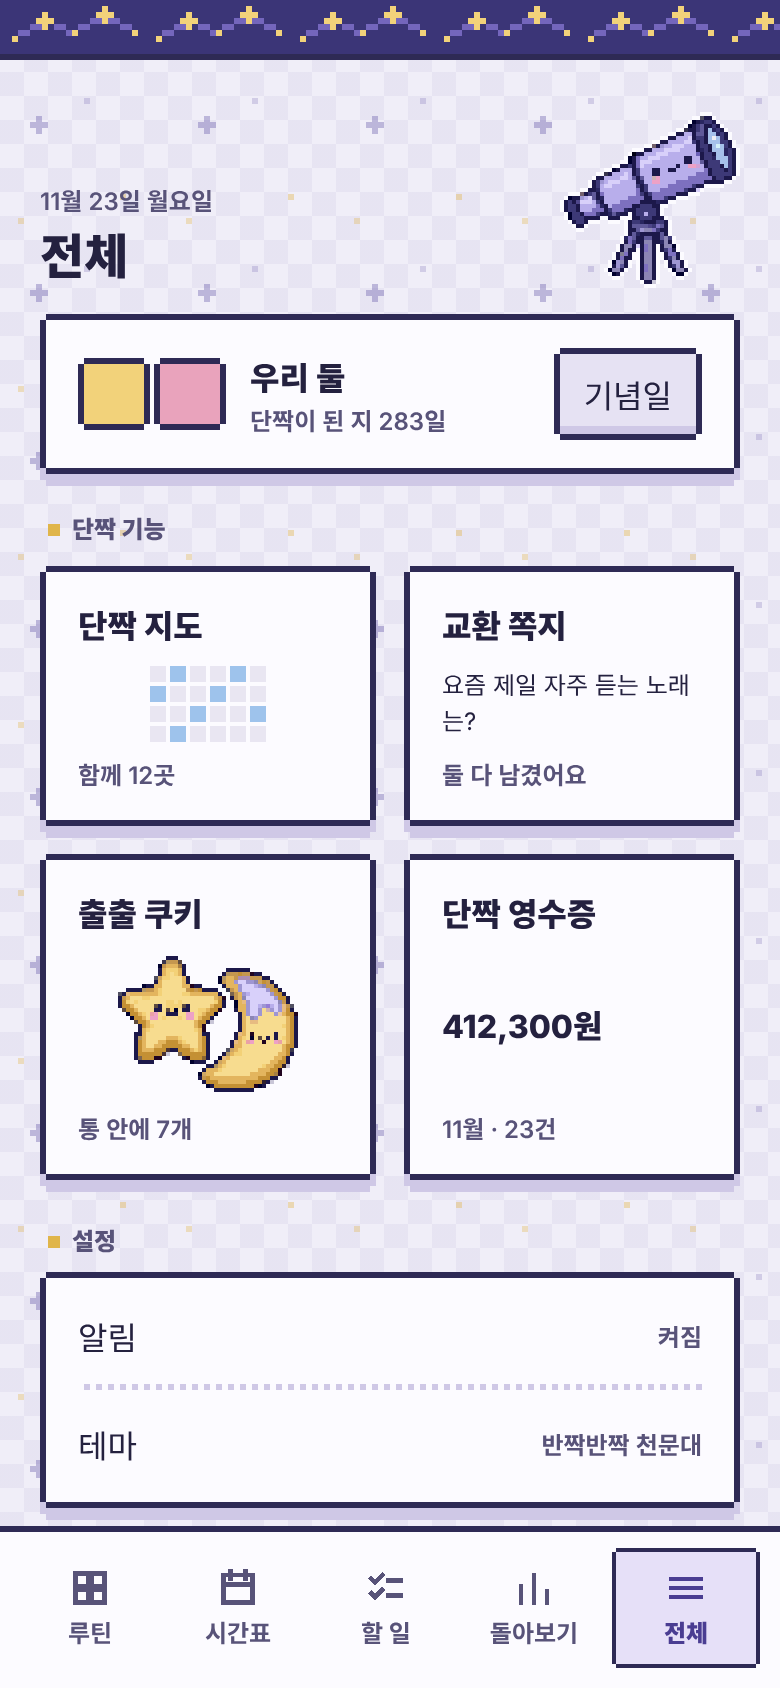 11월 23일 월요일
전체
우리 둘
단짝이 된 지 283일
기념일
단짝 기능
단짝 지도
함께 12곳
교환 쪽지
요즘 제일 자주 듣는 노래
는?
둘 다 남겼어요
출출 쿠키
통 안에 7개
단짝 영수증
412,300원
11월 · 23건
설정
알림
켜짐
테마
반짝반짝 천문대
루틴
시간표
할 일
돌아보기
전체